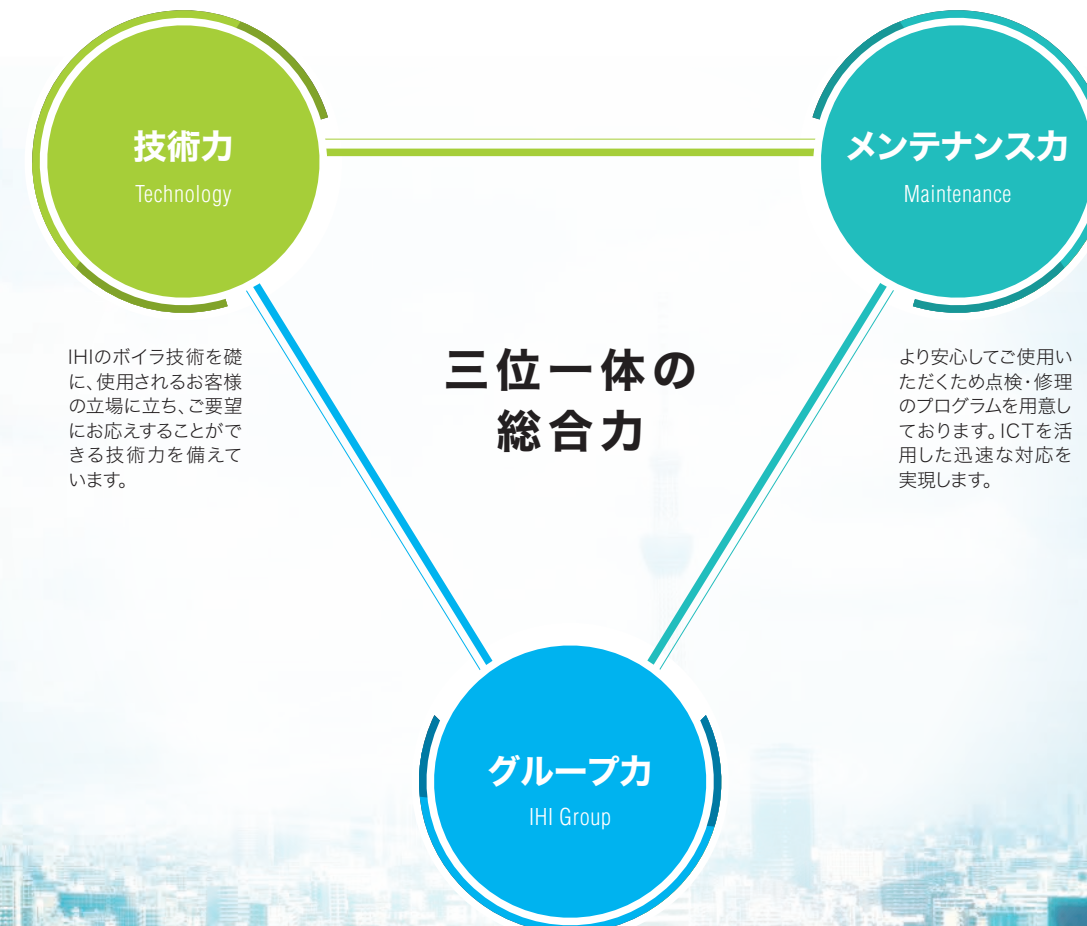 技術力
Technology
メンテナンス力
Maintenance
IHIのボイラ技術を礎
に、使用されるお客様
の立場に立ち、ご要望
にお応えすることがで
きる技術力を備えて
います。
三位一体の
総合力
より安心してご使用い
ただくため点検・修理
のプログラムを用意し
ております。ICTを活
用した迅速な対応を
実現します。
グループ力
IHI Group